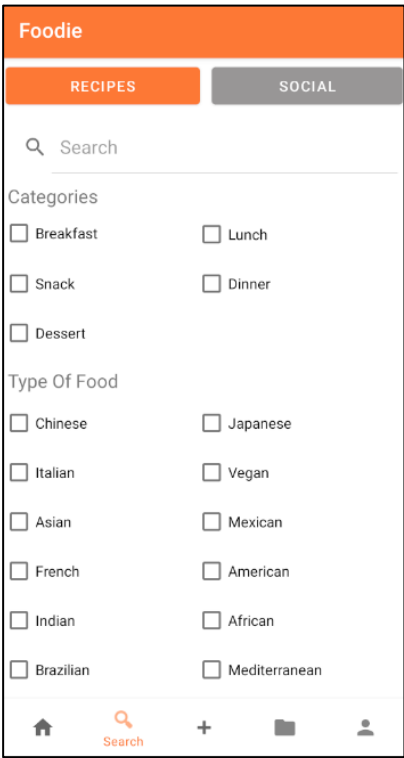 Foodie
RECIPES SOCIAL
Search
Categories
Breakfast Lunch
Snack Dinner
Dessert
Type Of Food
Chinese Japanese
Italian Vegan
Asian Mexican
French American
Indian African
Brazilian Mediterranean
Search